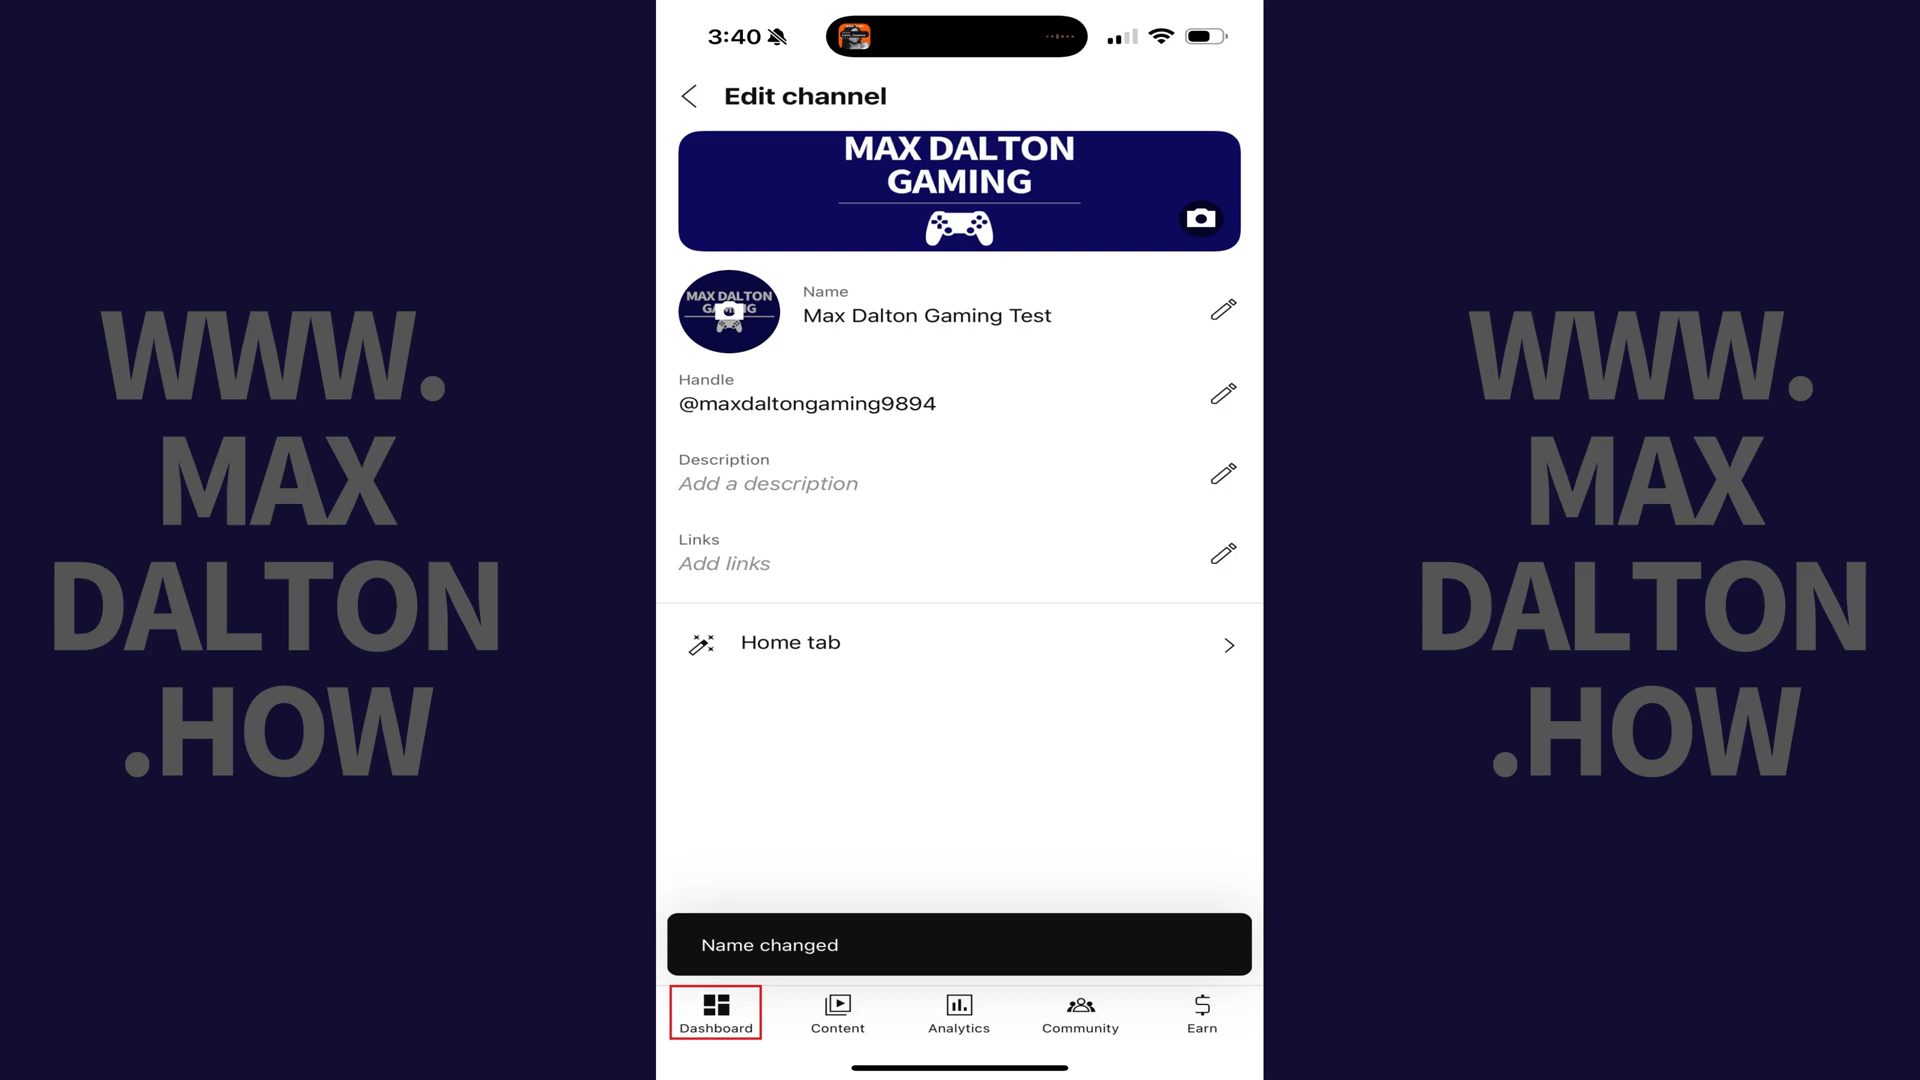 WWW.
MAX
DALTON
.HOW
3:40
Edit channel
MAX DALTON
GAMING
MAX DALTON
Name
Max Dalton Gaming Test
Handle
@maxdaltongaming9894
Description
Add a description
Links
Add links
Home tab
Name changed
Dashboard
Content
Analytics
Community
Earn
WWW.
MAX
DALTON
.HOW